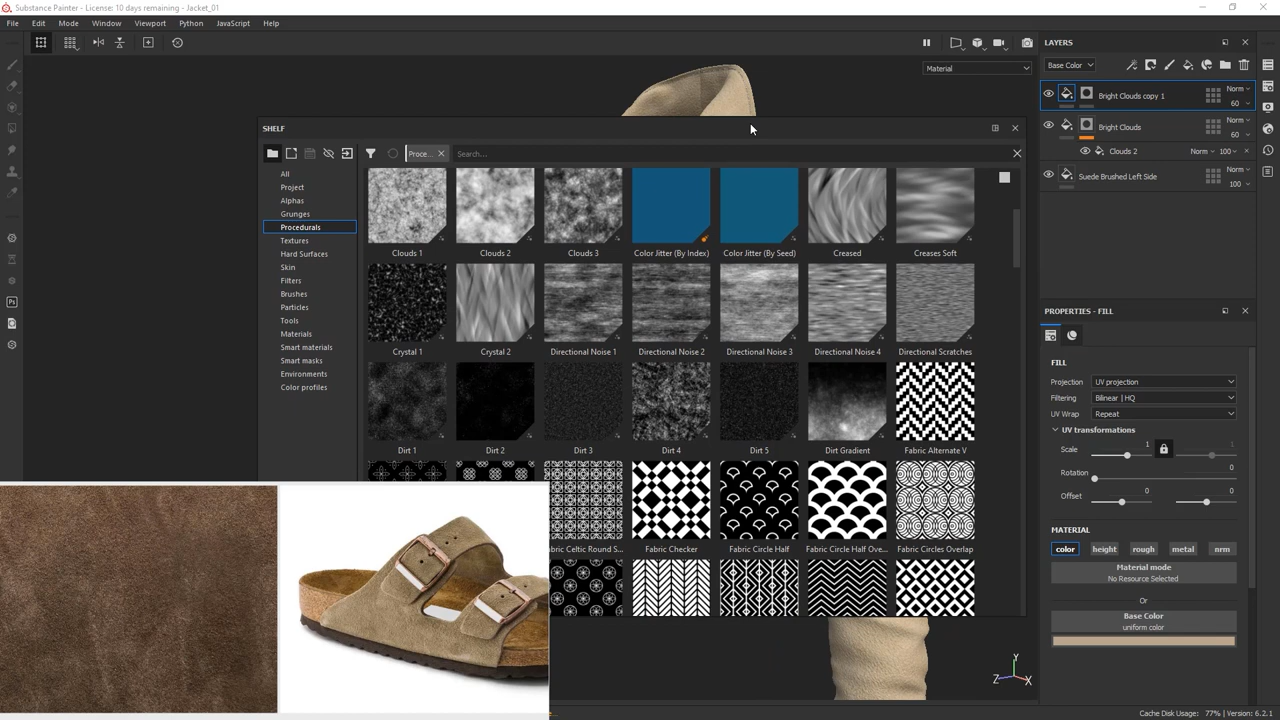 Substance Painter - License: 10 days remaining - Jacket_01
File Edit Mode Window Viewport Python JavaScript Help
Material
SHELF
Proce...
Search...
All
Project
Alphas
Grunges
Procedurals
Textures
Hard Surfaces
Skin
Filters
Brushes
Particles
Tools
Materials
Smart materials
Smart masks
Environments
Color profiles
Clouds 1 Clouds 2 Clouds 3 Color Jitter (By Index) Color Jitter (By Seed) Creased Creases Soft
Crystal 1 Crystal 2 Directional Noise 1 Directional Noise 2 Directional Noise 3 Directional Noise 4 Directional Scratches
Dirt 1 Dirt 2 Dirt 3 Dirt 4 Dirt 5 Dirt Gradient Fabric Alternate V
bric Celtic Round S... Fabric Checker Fabric Circle Half Fabric Circle Half Ove... Fabric Circles Overlap
Y
Z X
LAYERS
Base Color
Bright Clouds copy 1 Norm
60
Bright Clouds Norm
60
Clouds 2 Norm 100
Suede Brushed Left Side Norm
100
PROPERTIES - FILL
FILL
Projection UV projection
Filtering Bilinear | HQ
UV Wrap Repeat
UV transformations
Scale 1 1
Rotation 0
Offset 0 0
MATERIAL
color height rough metal nrm
Material mode
No Resource Selected
Or
Base Color
uniform color
Cache Disk Usage: 77% | Version: 6.2.1
Ps